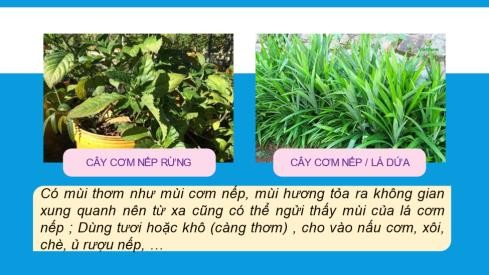 CÂY CƠM NẾP RỪNG
CÂY CƠM NẾP / LÁ DỨA
Có mùi thơm như mùi cơm nếp, mùi hương tỏa ra không gian
xung quanh nên từ xa cũng có thể ngửi thấy mùi của lá cơm
nếp ; Dùng tươi hoặc khô (càng thơm) , cho vào nấu cơm, xôi,
chè, ủ rượu nếp, …